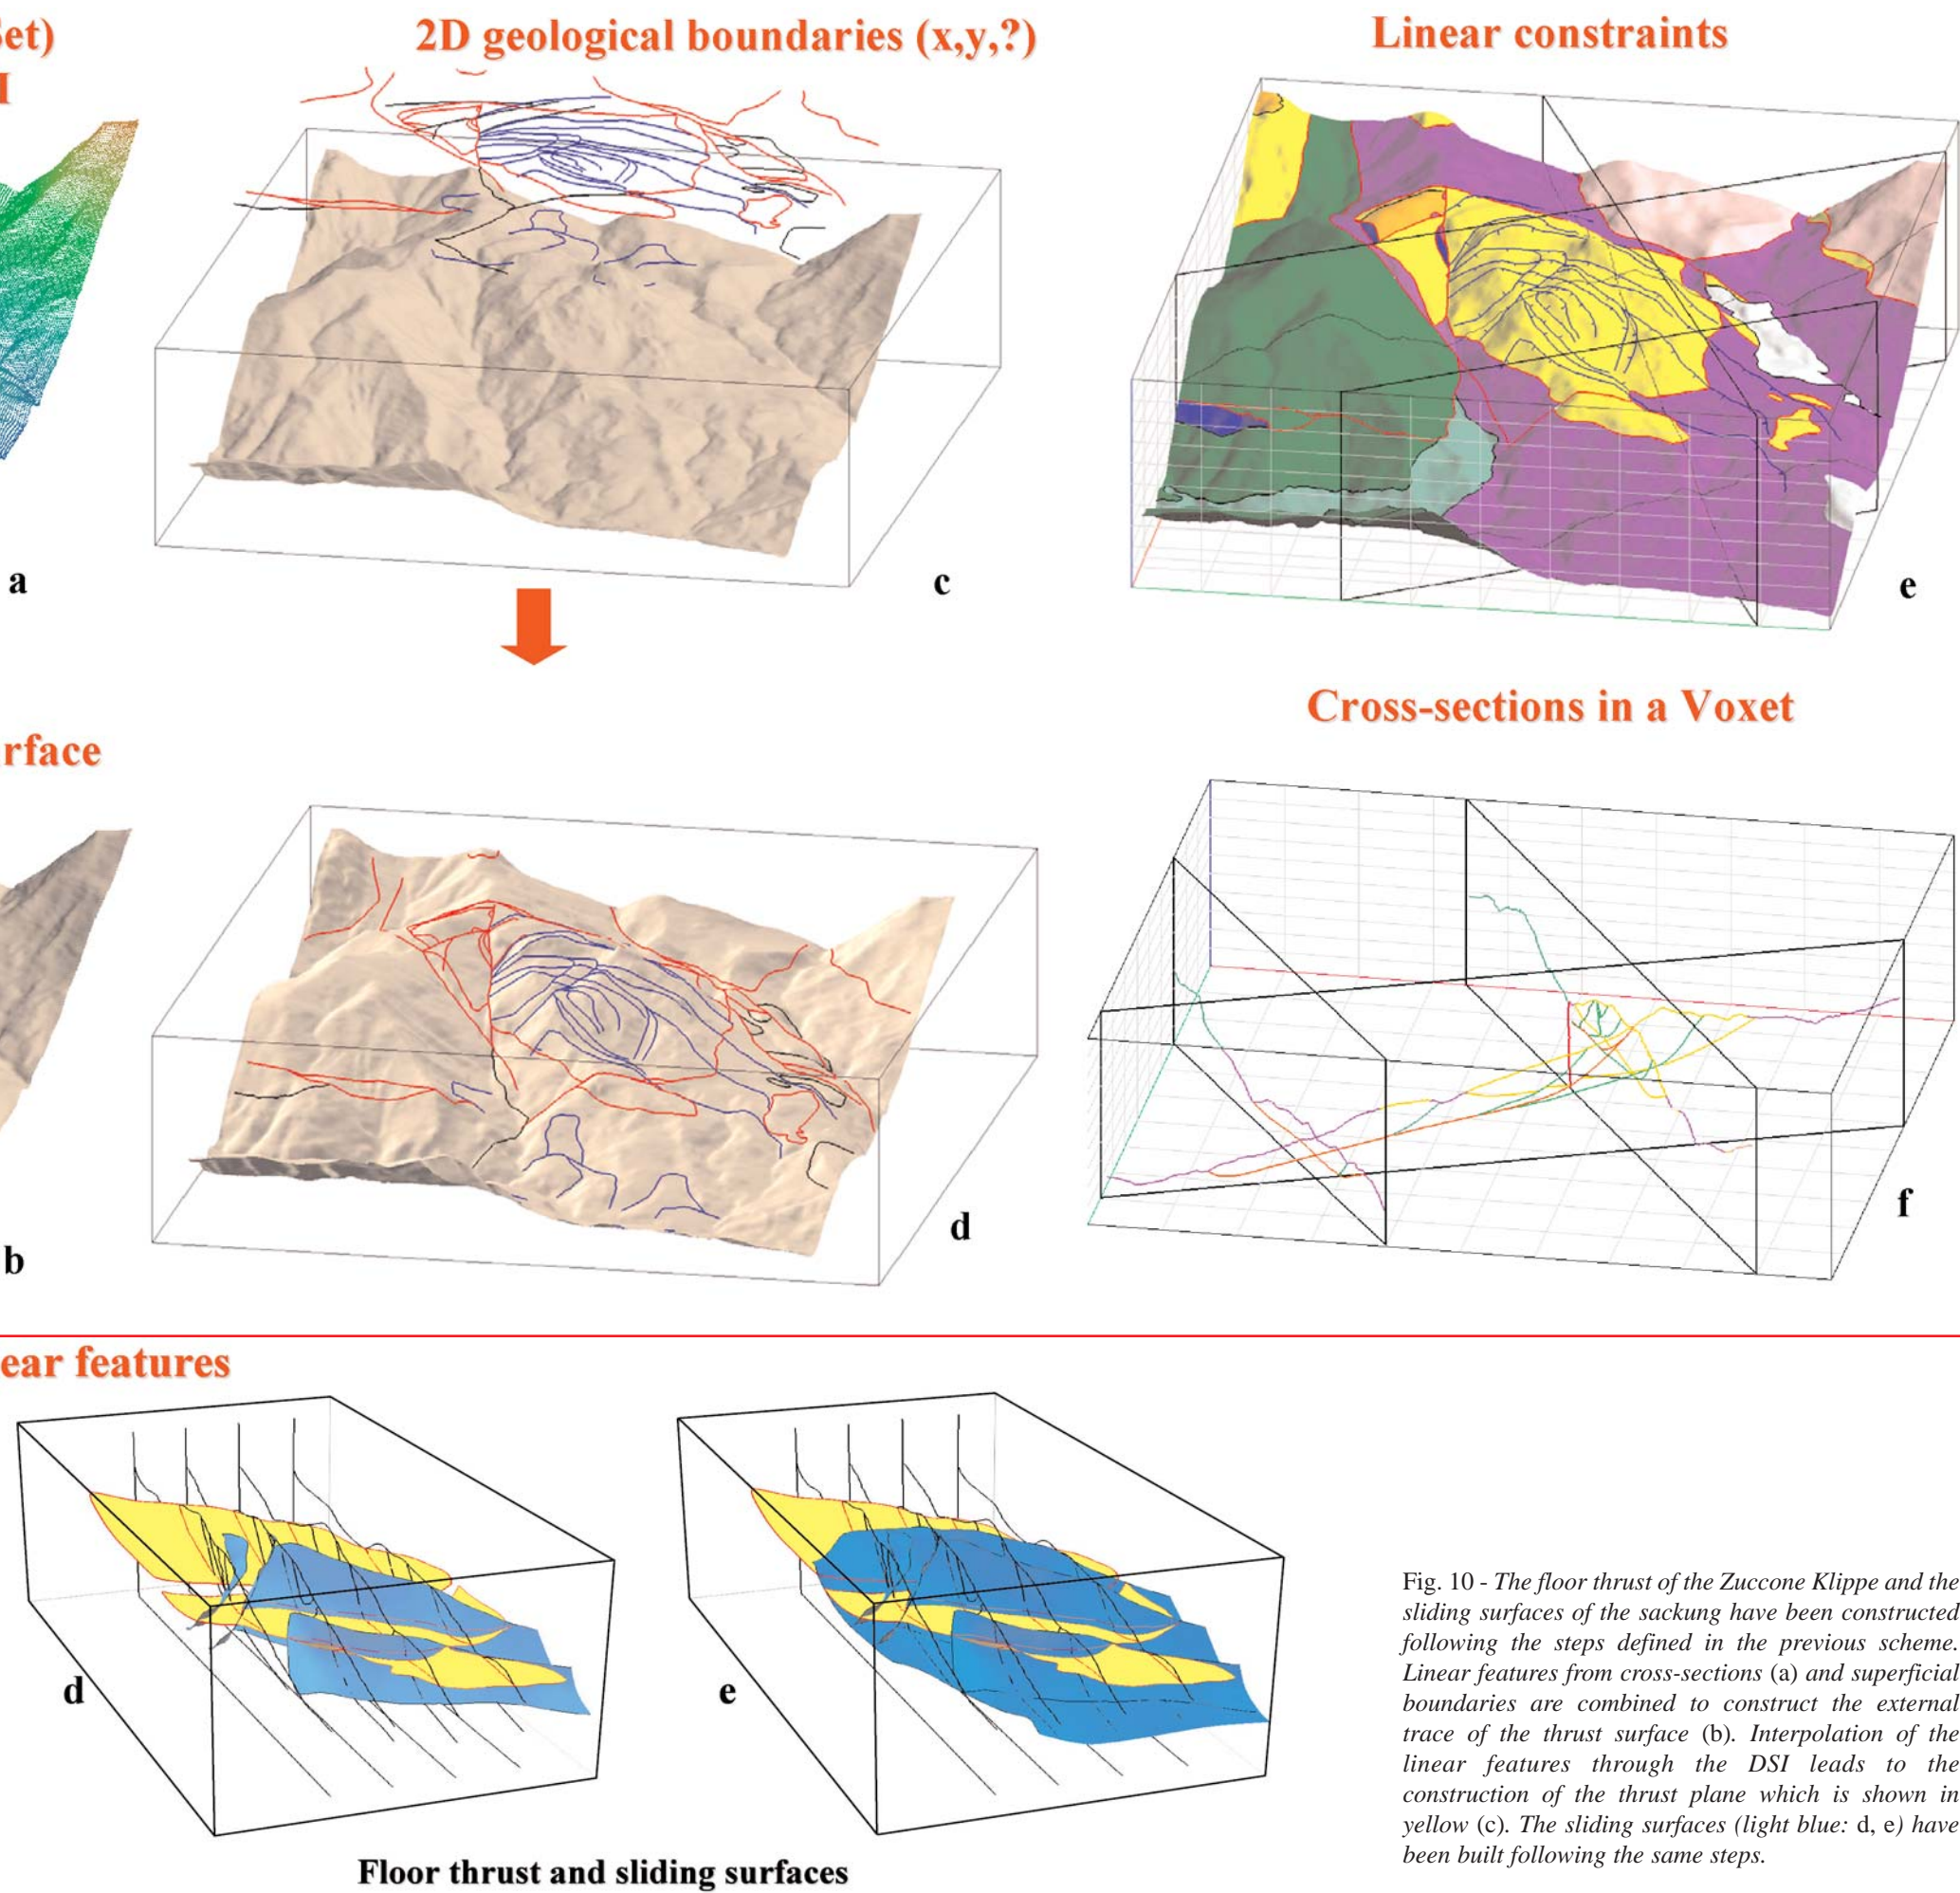 2D geological boundaries (x,y,?)
Linear constraints
a
c
e
Cross-sections in a Voxet
b
d
f
features
d
e
Floor thrust and sliding surfaces
Fig. 10 - The floor thrust of the Zuccone Klippe and the
sliding surfaces of the sackung have been constructed
following the steps defined in the previous scheme.
Linear features from cross-sections (a) and superficial
boundaries are combined to construct the external
trace of the thrust surface (b). Interpolation of the
linear features through the DSI leads to the
construction of the thrust plane which is shown in
yellow (c). The sliding surfaces (light blue: d, e) have
been built following the same steps.